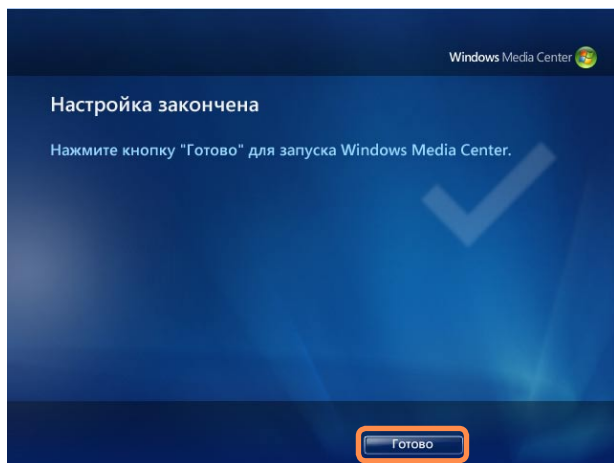 Windows Media Center
Настройка закончена
Нажмите кнопку "Готово" для запуска Windows Media Center.
Готово